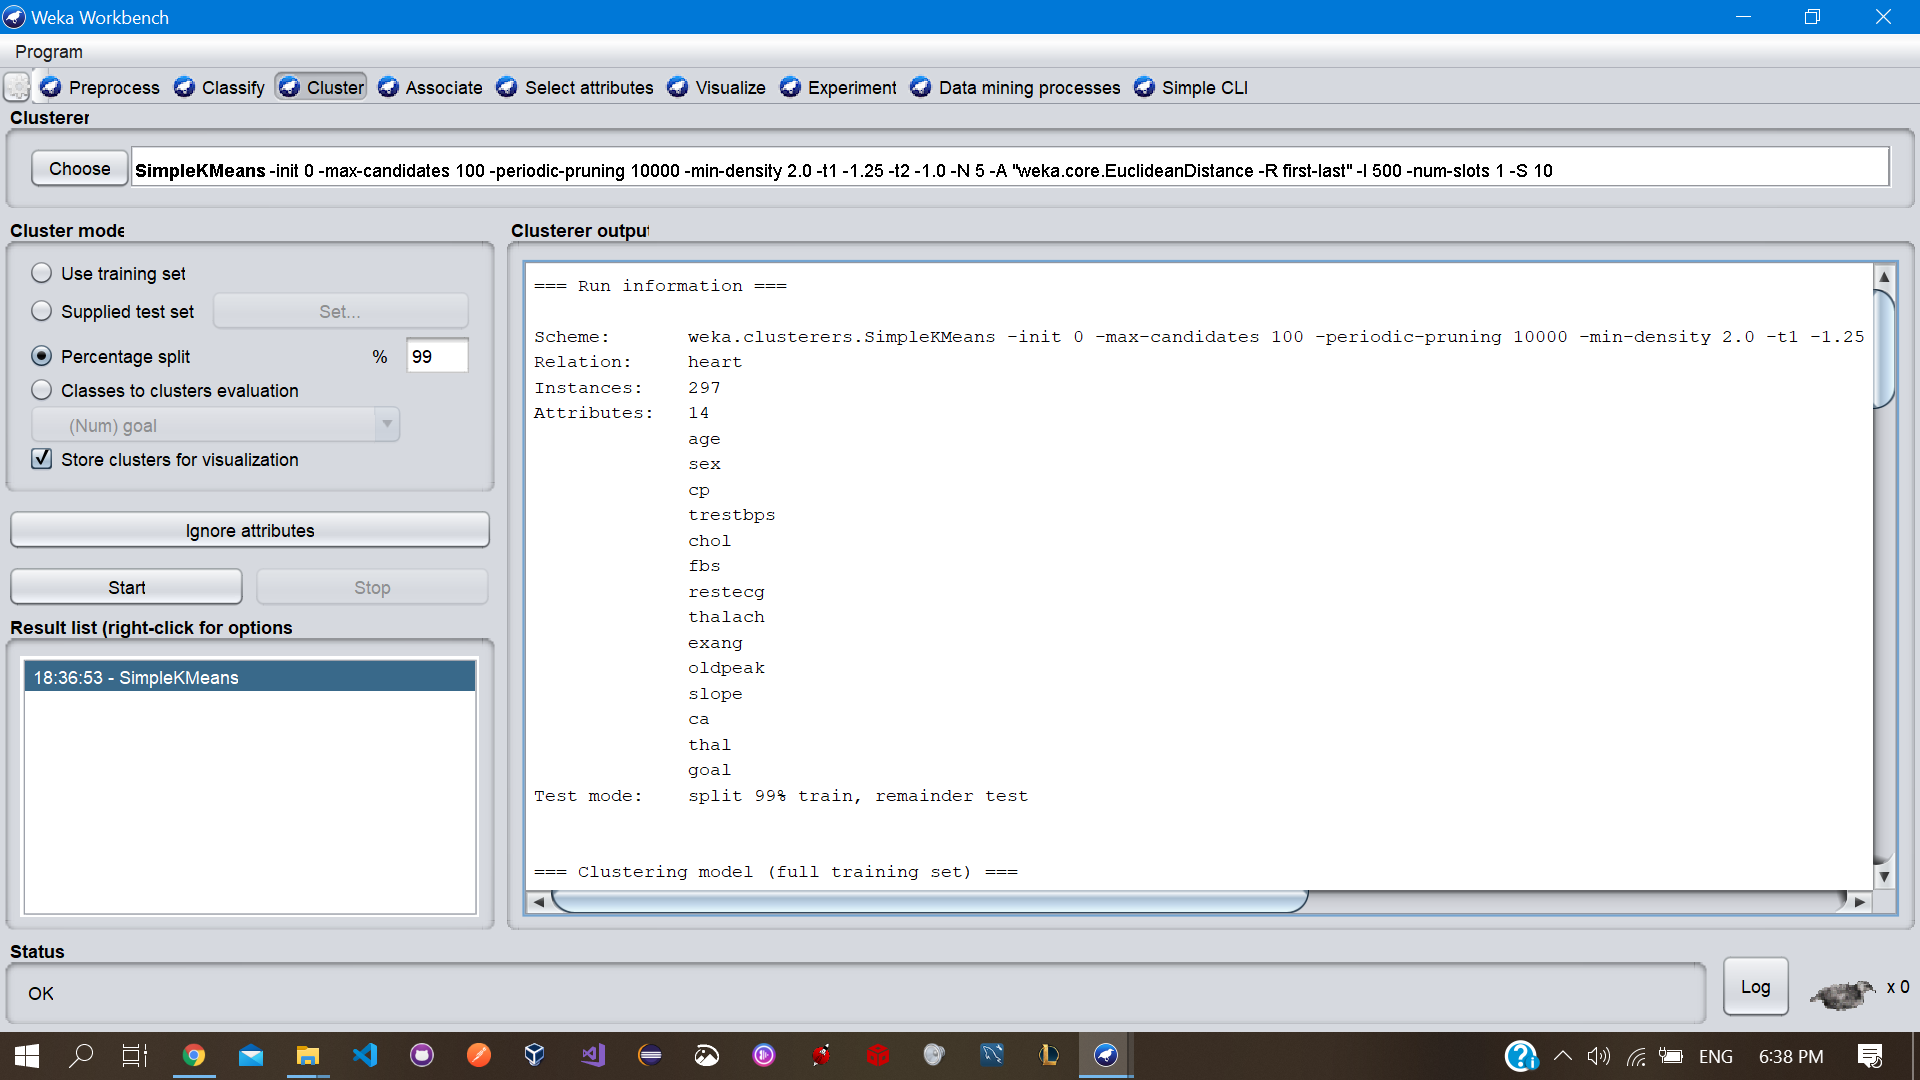 Weka Workbench
Program
Preprocess Classify Cluster Associate Select attributes Visualize Experiment Data mining processes Simple CLI
Clusterer
Choose SimpleKMeans -init 0 -max-candidates 100 -periodic-pruning 10000 -min-density 2.0 -t1 -1.25 -t2 -1.0 -N 5 -A "weka.core.EuclideanDistance -R first-last" -I 500 -num-slots 1 -S 10
Cluster mode
Use training set
Supplied test set Set...
Percentage split % 99
Classes to clusters evaluation
(Num) goal
Store clusters for visualization
Ignore attributes
Start Stop
Result list (right-click for options
18:36:53 - SimpleKMeans
Clusterer output
=== Run information ===
Scheme: weka.clusterers.SimpleKMeans -init 0 -max-candidates 100 -periodic-pruning 10000 -min-density 2.0 -t1 -1.25
Relation: heart
Instances: 297
Attributes: 14
age
sex
cp
trestbps
chol
fbs
restecg
thalach
exang
oldpeak
slope
ca
thal
goal
Test mode: split 99% train, remainder test
=== Clustering model (full training set) ===
Status
OK
Log x 0
ENG 6:38 PM